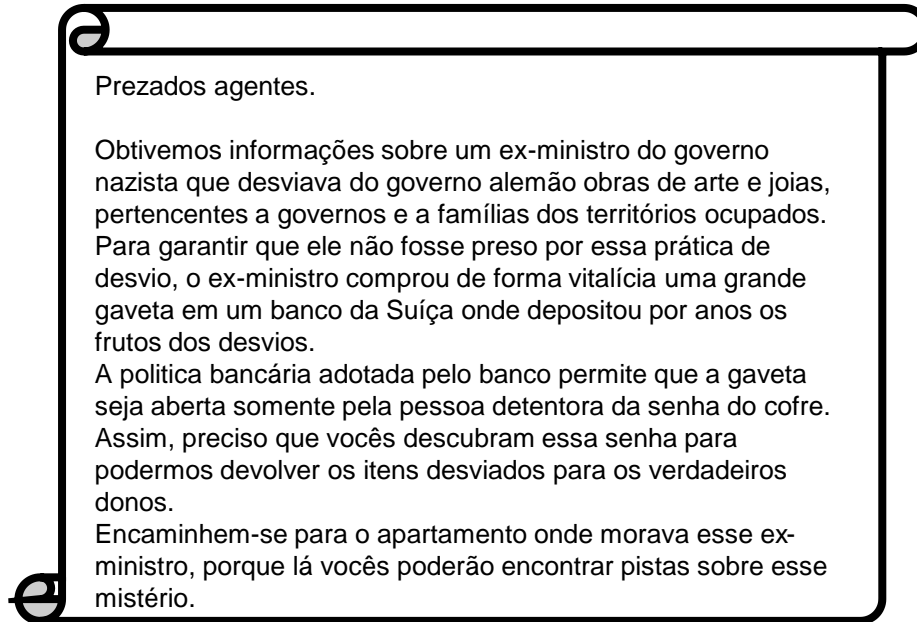 Prezados agentes.
Obtivemos informações sobre um ex-ministro do governo
nazista que desviava do governo alemão obras de arte e joias,
pertencentes a governos e a famílias dos territórios ocupados.
Para garantir que ele não fosse preso por essa prática de
desvio, o ex-ministro comprou de forma vitalícia uma grande
gaveta em um banco da Suíça onde depositou por anos os
frutos dos desvios.
A politica bancária adotada pelo banco permite que a gaveta
seja aberta somente pela pessoa detentora da senha do cofre.
Assim, preciso que vocês descubram essa senha para
podermos devolver os itens desviados para os verdadeiros
donos.
Encaminhem-se para o apartamento onde morava esse ex-
ministro, porque lá vocês poderão encontrar pistas sobre esse
mistério.